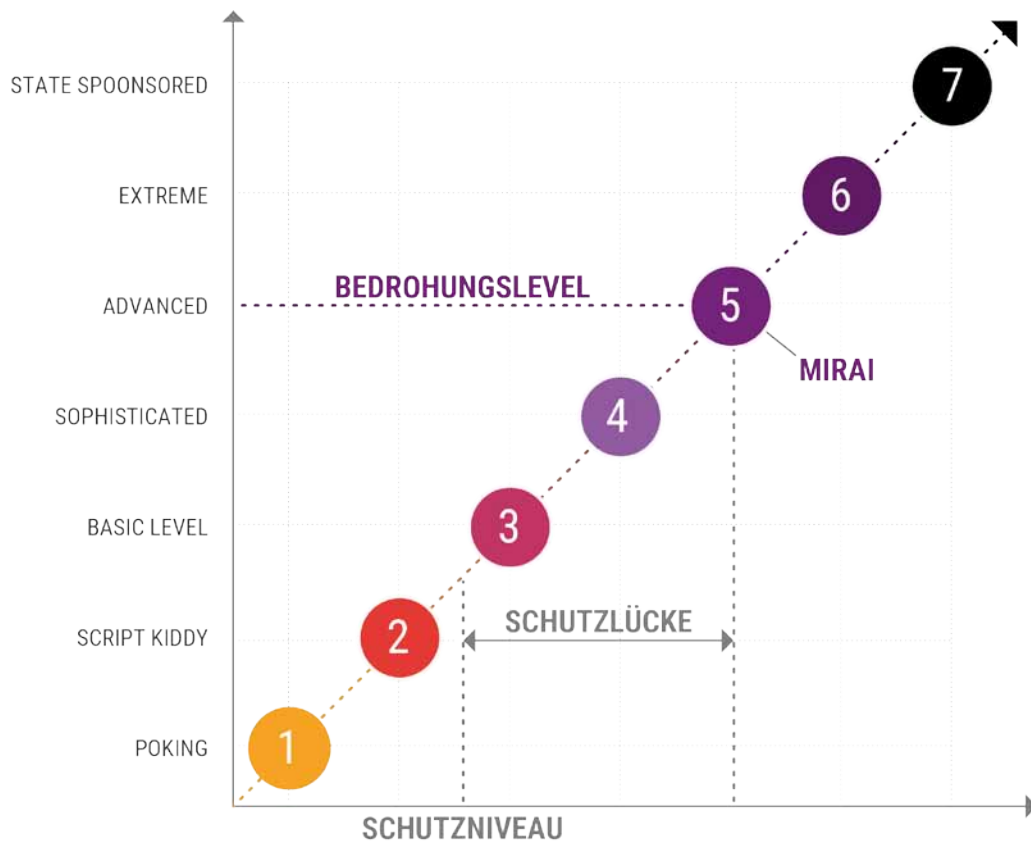 STATE SPOONSORED
7
EXTREME
6
BEDROHUNGSLEVEL
ADVANCED
5
MIRAI
SOPHISTICATED
4
BASIC LEVEL
3
SCHUTZLÜCKE
SCRIPT KIDDY
2
POKING
1
SCHUTZNIVEAU